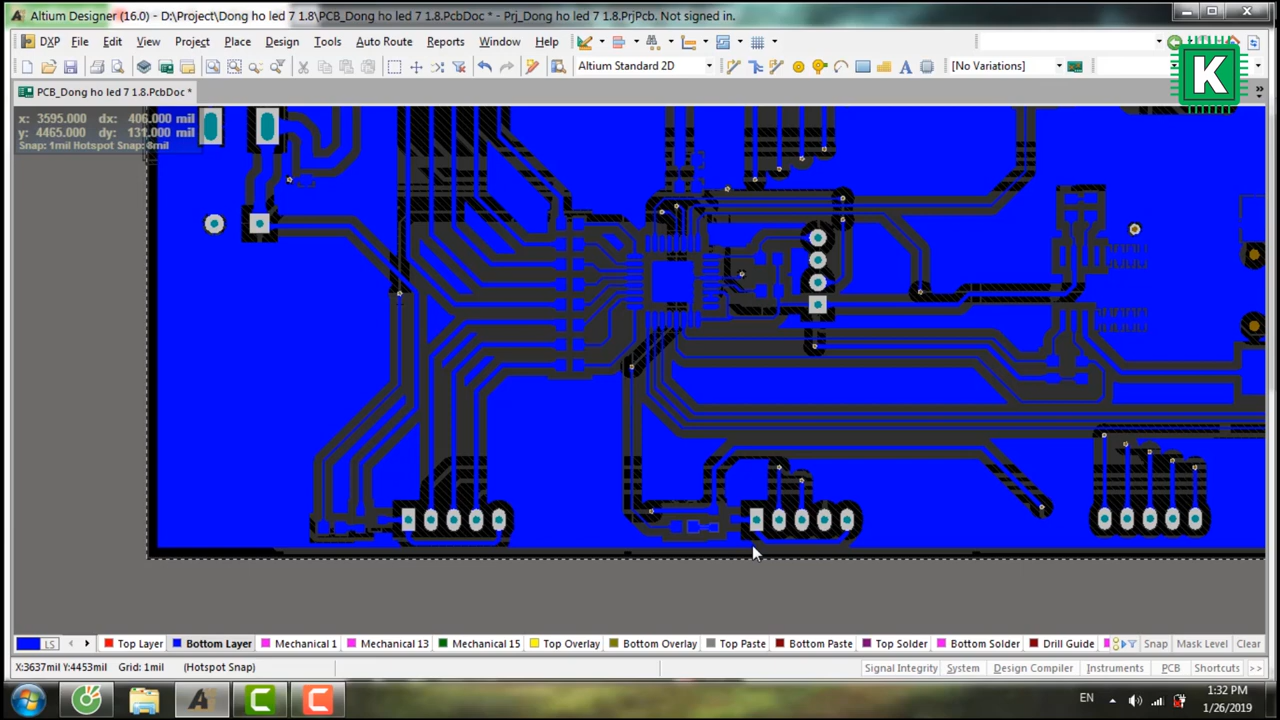 Altium Designer (16.0) - D:\Project\Dong ho led 7 1.8\PCB_Dong ho led 7 1.8.PcbDoc * - Prj_Dong ho led 7 1.8.PrjPcb. Not signed in.
DXP File Edit View Project Place Design Tools Auto Route Reports Window Help
Altium Standard 2D [No Variations]
K
PCB_Dong ho led 7 1.8.PcbDoc *
x: 3595.000 dx: 406.000 mil
y: 4465.000 dy: 131.000 mil
Snap: 1mil Hotspot Snap: 8mil
LS Top Layer Bottom Layer Mechanical 1 Mechanical 13 Mechanical 15 Top Overlay Bottom Overlay Top Paste Bottom Paste Top Solder Bottom Solder Drill Guide Snap Mask Level Clear
X:3637mil Y:4453mil Grid: 1mil (Hotspot Snap) Signal Integrity System Design Compiler Instruments PCB Shortcuts >>
EN 1:32 PM
1/26/2019